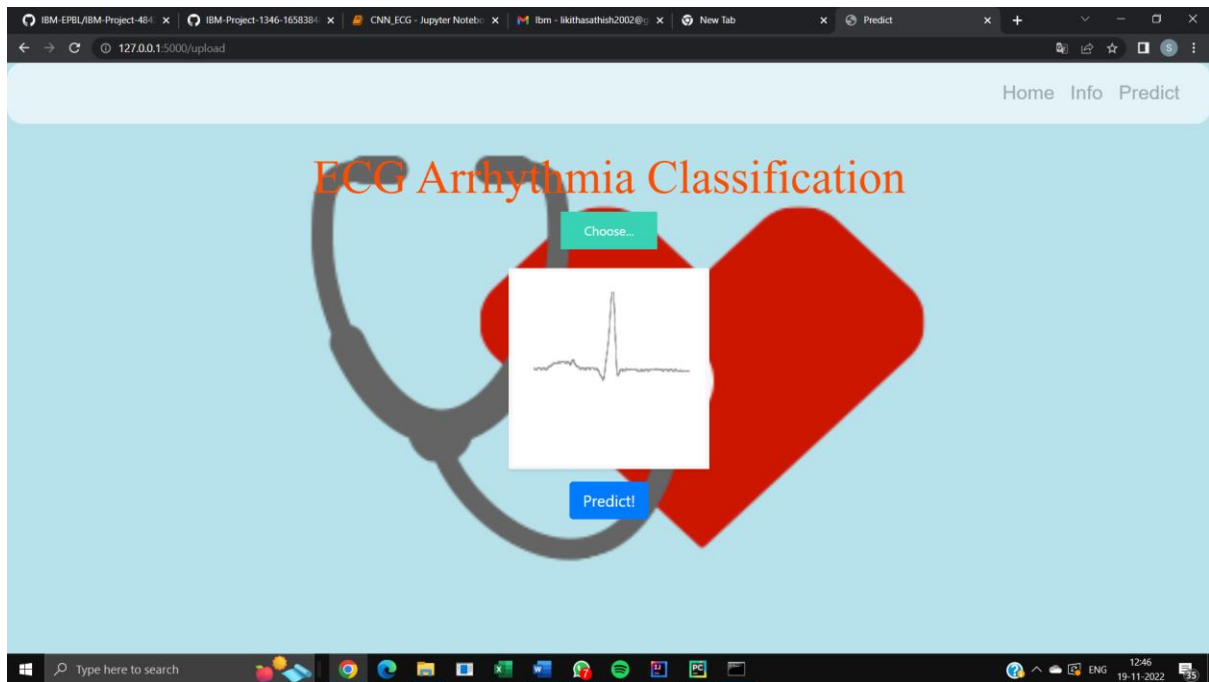 IBM-EPBL/IBM-Project-484
IBM-Project-1346-1658384
CNN_ECG - Jupyter Notebo
Ibm - likithasathish2002@g
New Tab
Predict
127.0.0.1:5000/upload
S
Home Info Predict
ECG Arrhythmia Classification
Choose...
Predict!
Type here to search
ENG
12:46
19-11-2022
35